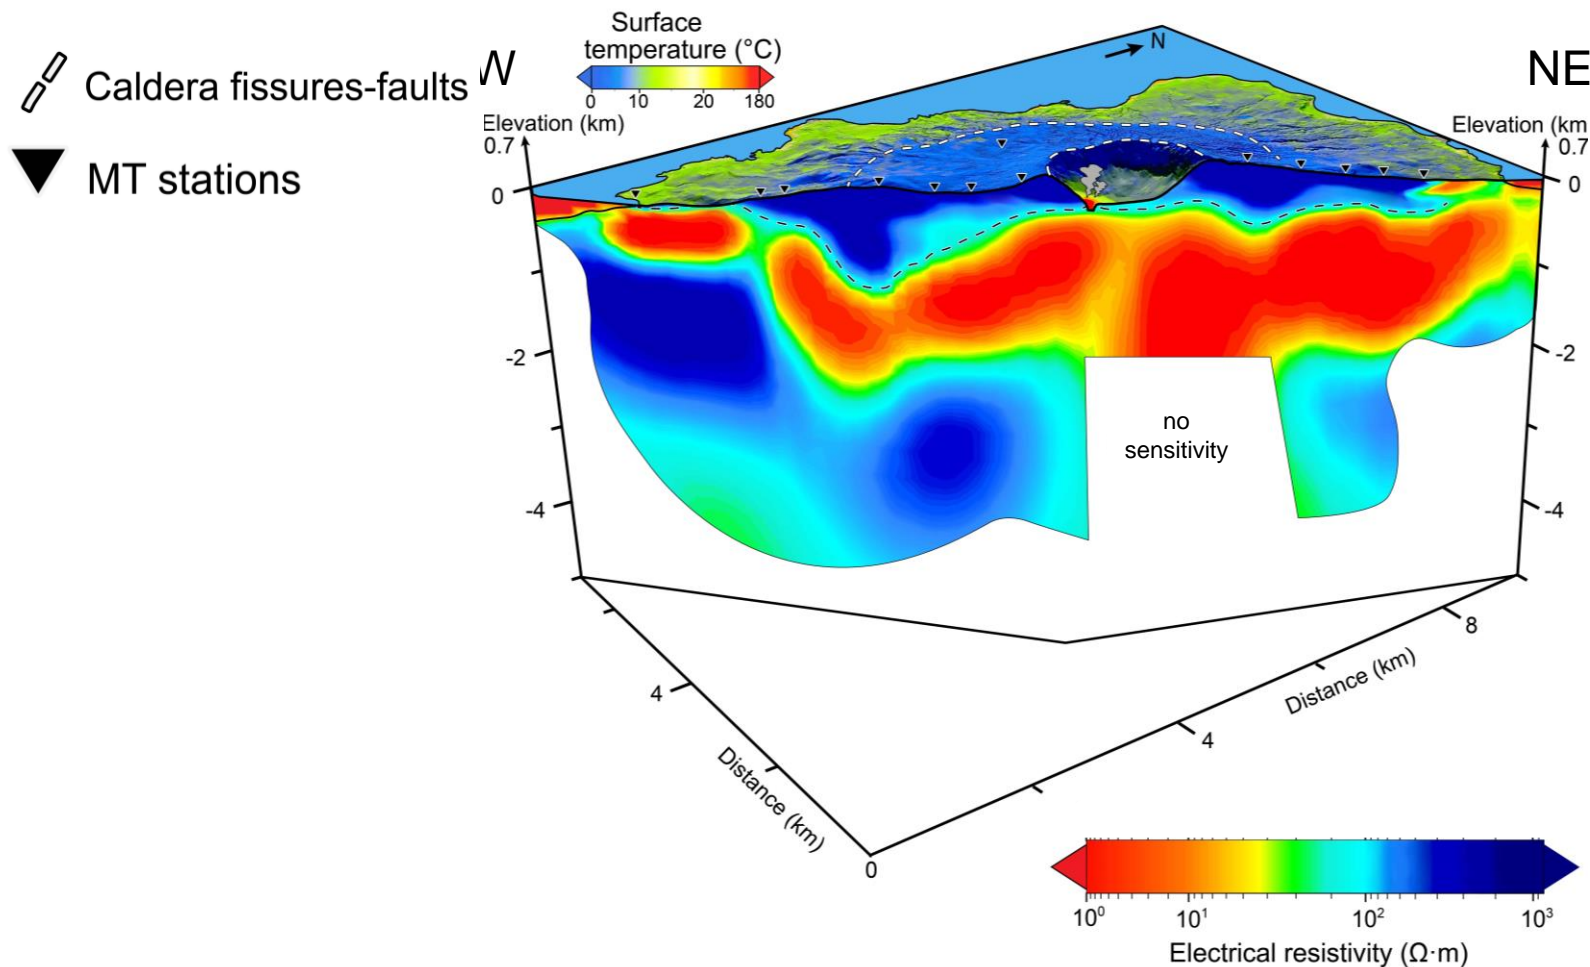 Caldera fissures-faults
MT stations
W
Surface
temperature (°C)
0 10 20 180
N
NE
Elevation (km)
0.7
0
-2
-4
Elevation (km
0.7
0
-2
-4
no
sensitivity
4
Distance (km)
0
4
8
Distance (km)
10⁰ 10¹ 10² 10³
Electrical resistivity (Ω·m)